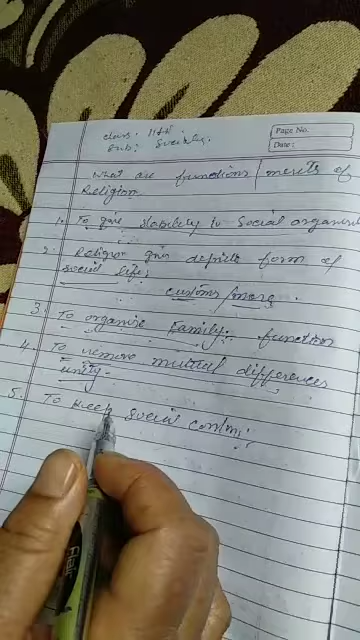 Class. 11th.
Sub: Sociology.
Page No.
Date:
What are functions/merits of
Religion
1. To give stability to Social
2. Religion gives definite form of
social life,
customs/mores.
3. To organise Family function
4. To remove mutual differences
unity.
5. To keep Social control
Flair